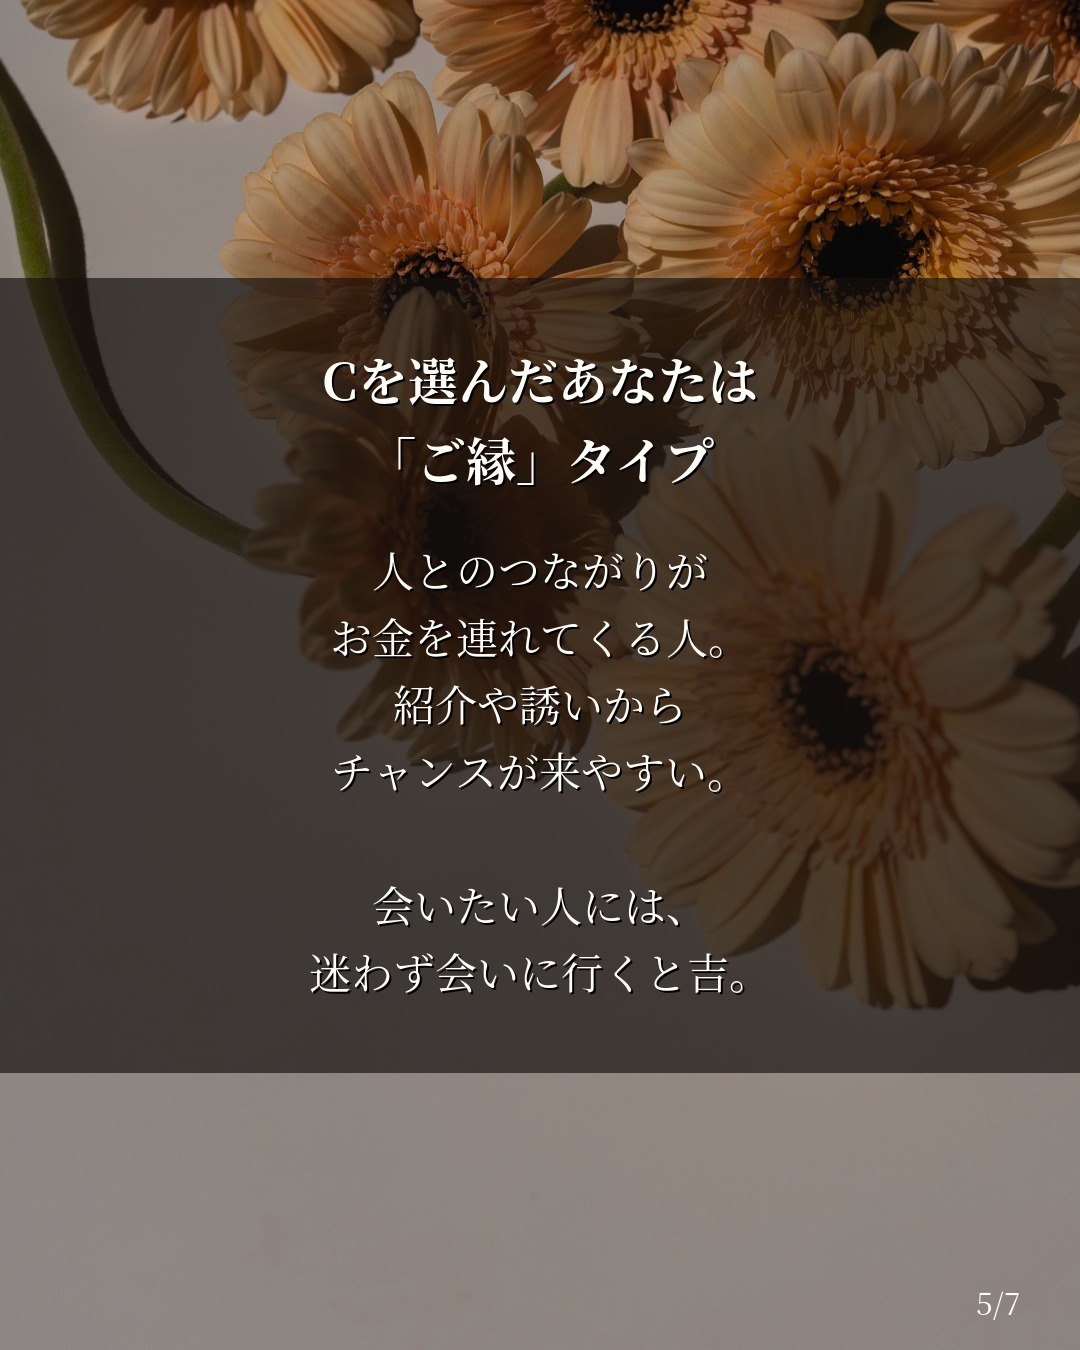 Cを選んだあなたは
「ご縁」タイプ
人とのつながりが
お金を連れてくる人。
紹介や誘いから
チャンスが来やすい。
会いたい人には、
迷わず会いに行くと吉。
5/7